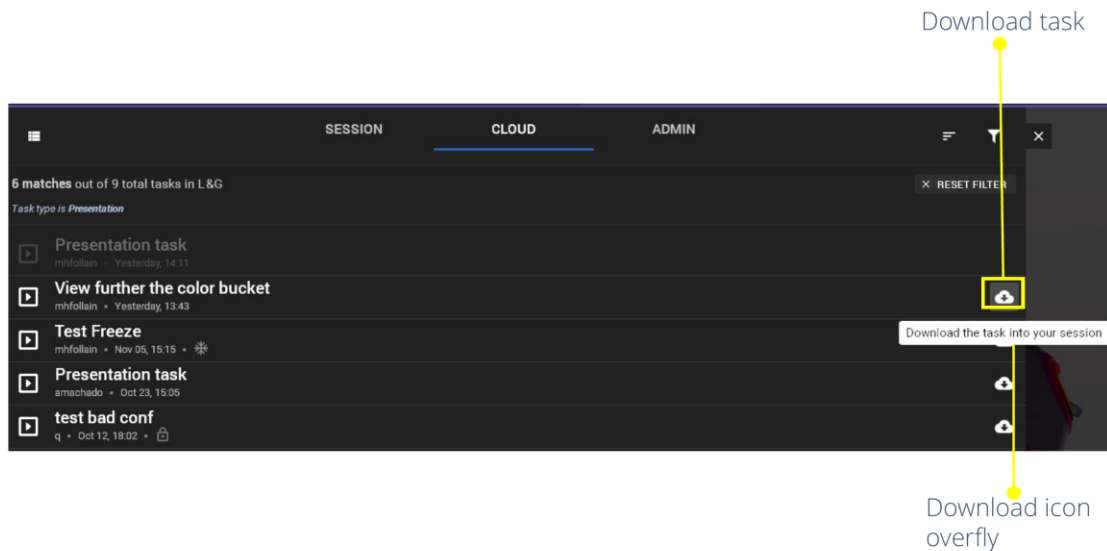 Download task
SESSION CLOUD ADMIN
6 matches out of 9 total tasks in L&G
× RESET FILTER
Task type is Presentation
Presentation task
mhfollain • Yesterday, 14:11
View further the color bucket
mhfollain • Yesterday, 13:43
Test Freeze
Download the task into your session
mhfollain • Nov 05, 15:15 •
Presentation task
amachado • Oct 23, 15:05
test bad conf
q • Oct 12, 18:02 •
Download icon
overfly